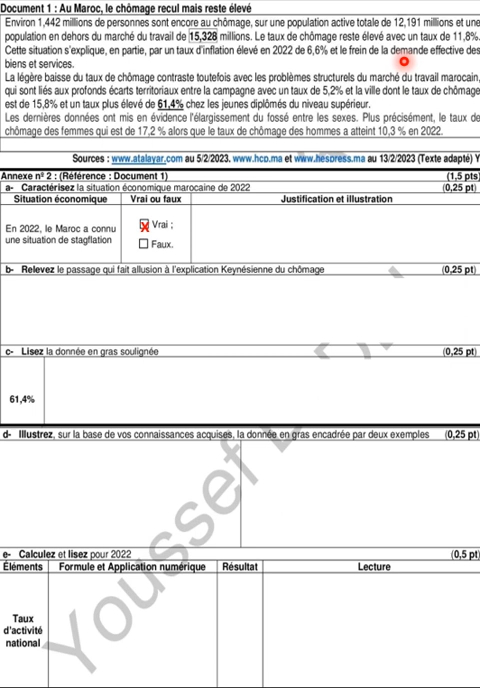 Document 1 : Au Maroc, le chômage recul mais reste élevé
Environ 1,442 millions de personnes sont encore au chômage, sur une population active totale de 12,191 millions et une
population en dehors du marché du travail de 15,328 millions. Le taux de chômage reste élevé avec un taux de 11,8%.
Cette situation s'explique, en partie, par un taux d'inflation élevé en 2022 de 6,6% et le frein de la demande effective des
biens et services.
La légère baisse du taux de chômage contraste toutefois avec les problèmes structurels du marché du travail marocain,
qui sont liés aux profonds écarts territoriaux entre la campagne avec un taux de 5,2% et la ville dont le taux de chômage
est de 15,8% et un taux plus élevé de 61,4% chez les jeunes diplômés du niveau supérieur.
Les dernières données ont mis en évidence l'élargissement du fossé entre les sexes. Plus précisément, le taux de
chômage des femmes qui est de 17,2 % alors que le taux de chômage des hommes a atteint 10,3 % en 2022.
Sources : www.atalayar.com au 5/2/2023. www.hcp.ma et www.hespress.ma au 13/2/2023 (Texte adapté) Y
Annexe nº 2 : (Référence : Document 1) (1,5 pts)
a- Caractérisez la situation économique marocaine de 2022 (0,25 pt)
Situation économique Vrai ou faux Justification et illustration
En 2022, le Maroc a connu
une situation de stagflation
Vrai ;
Faux.
b- Relevez le passage qui fait allusion à l'explication Keynésienne du chômage (0,25 pt)
c- Lisez la donnée en gras soulignée (0,25 pt)
61,4%
d- Illustrez, sur la base de vos connaissances acquises, la donnée en gras encadrée par deux exemples (0,25 pt)
e- Calculez et lisez pour 2022 (0,5 pt)
Éléments Formule et Application numérique Résultat Lecture
Taux
d'activité
national
Youssef